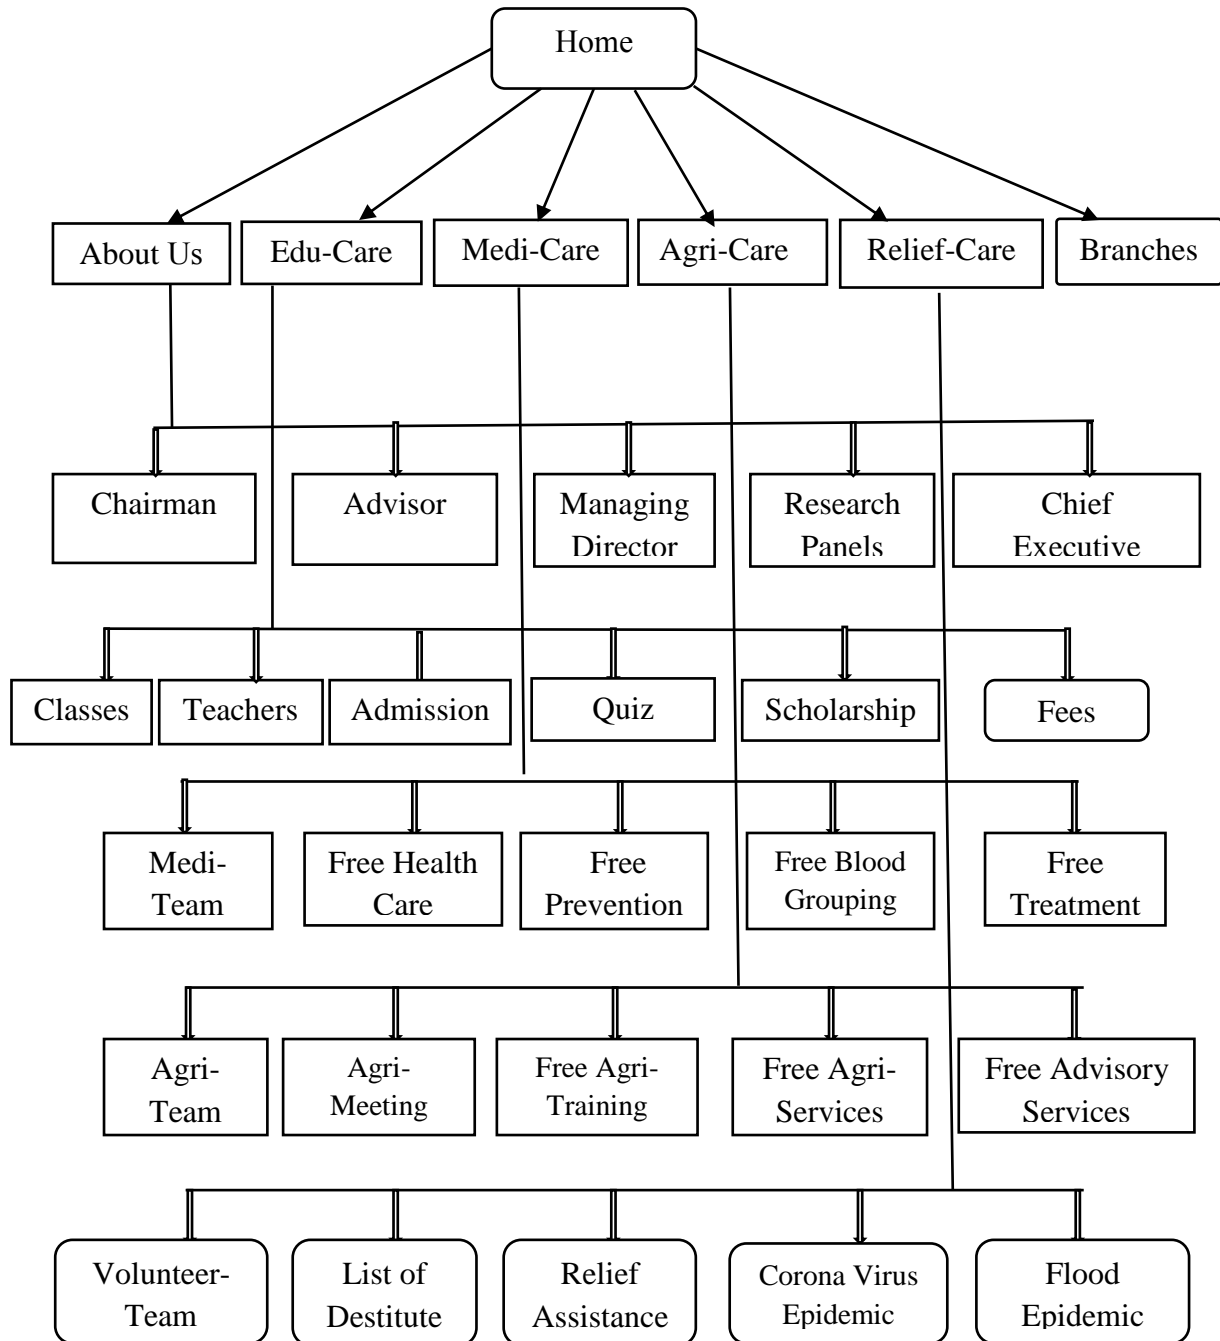 Home
About Us
Edu-Care
Medi-Care
Agri-Care
Relief-Care
Branches
Chairman
Advisor
Managing
Director
Research
Panels
Chief
Executive
Classes
Teachers
Admission
Quiz
Scholarship
Fees
Medi-
Team
Free Health
Care
Free
Prevention
Free Blood
Grouping
Free
Treatment
Agri-
Team
Agri-
Meeting
Free Agri-
Training
Free Agri-
Services
Free Advisory
Services
Volunteer-
Team
List of
Destitute
Relief
Assistance
Corona Virus
Epidemic
Flood
Epidemic